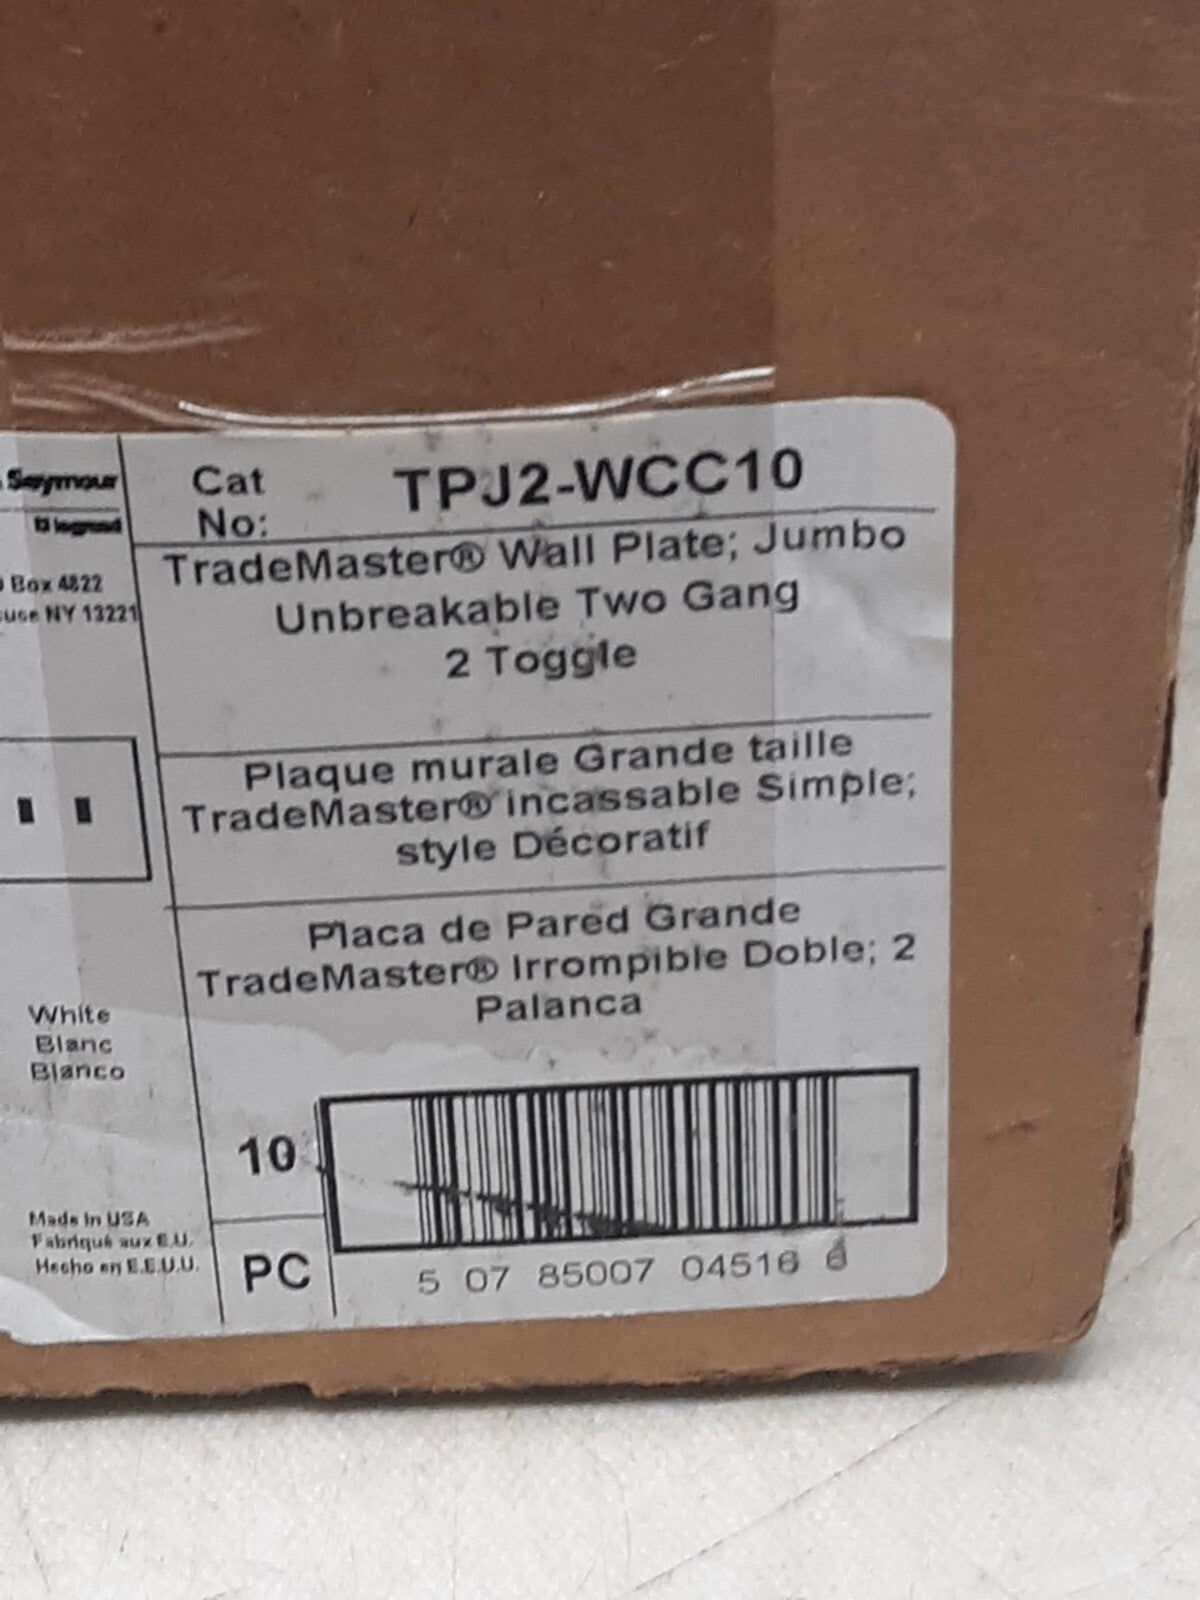 Seymour
legrand
Box 4822
NY 13221
Cat
No:
TPJ2-WCC10
TradeMaster® Wall Plate; Jumbo
Unbreakable Two Gang
2 Toggle
Plaque murale Grande taille
TradeMaster® incassable Simple;
style Décoratif
Placa de Pared Grande
TradeMaster® Irrompible Doble; 2
Palanca
White
Blanc
Blanco
Made In USA
Fabriqué aux E.U.
Hecho en E.E.U.U.
10
PC
5 07 85007 04516 6